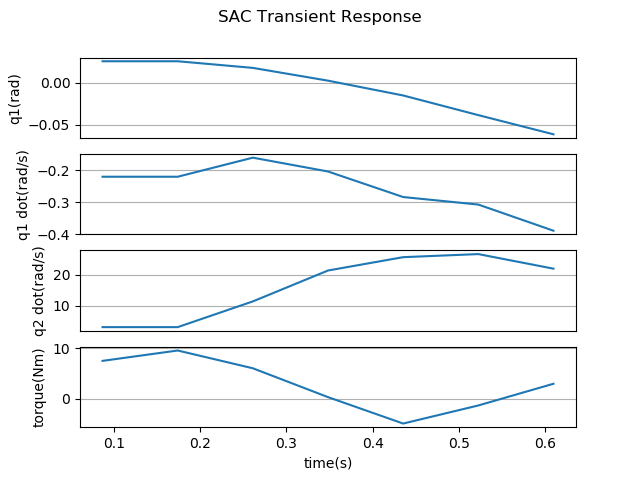 SAC Transient Response
q1(rad)
0.00
−0.05
q1 dot(rad/s)
−0.2
−0.3
−0.4
q2 dot(rad/s)
20
10
torque(Nm)
10
0
0.1 0.2 0.3 0.4 0.5 0.6
time(s)